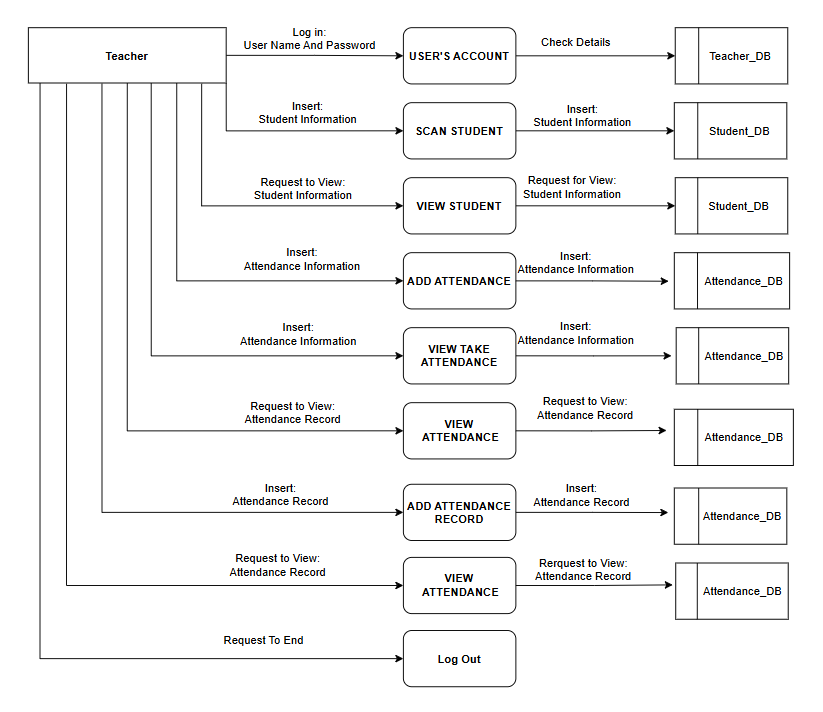 Teacher
Log in:
User Name And Password
USER'S ACCOUNT
Check Details
Teacher_DB
Insert:
Student Information
SCAN STUDENT
Insert:
Student Information
Student_DB
Request to View:
Student Information
VIEW STUDENT
Request for View:
Student Information
Student_DB
Insert:
Attendance Information
ADD ATTENDANCE
Insert:
Attendance Information
Attendance_DB
Insert:
Attendance Information
VIEW TAKE
ATTENDANCE
Insert:
Attendance Information
Attendance_DB
Request to View:
Attendance Record
VIEW
ATTENDANCE
Request to View:
Attendance Record
Attendance_DB
Insert:
Attendance Record
ADD ATTENDANCE
RECORD
Insert:
Attendance Record
Attendance_DB
Request to View:
Attendance Record
VIEW
ATTENDANCE
Rerquest to View:
Attendance Record
Attendance_DB
Request To End
Log Out